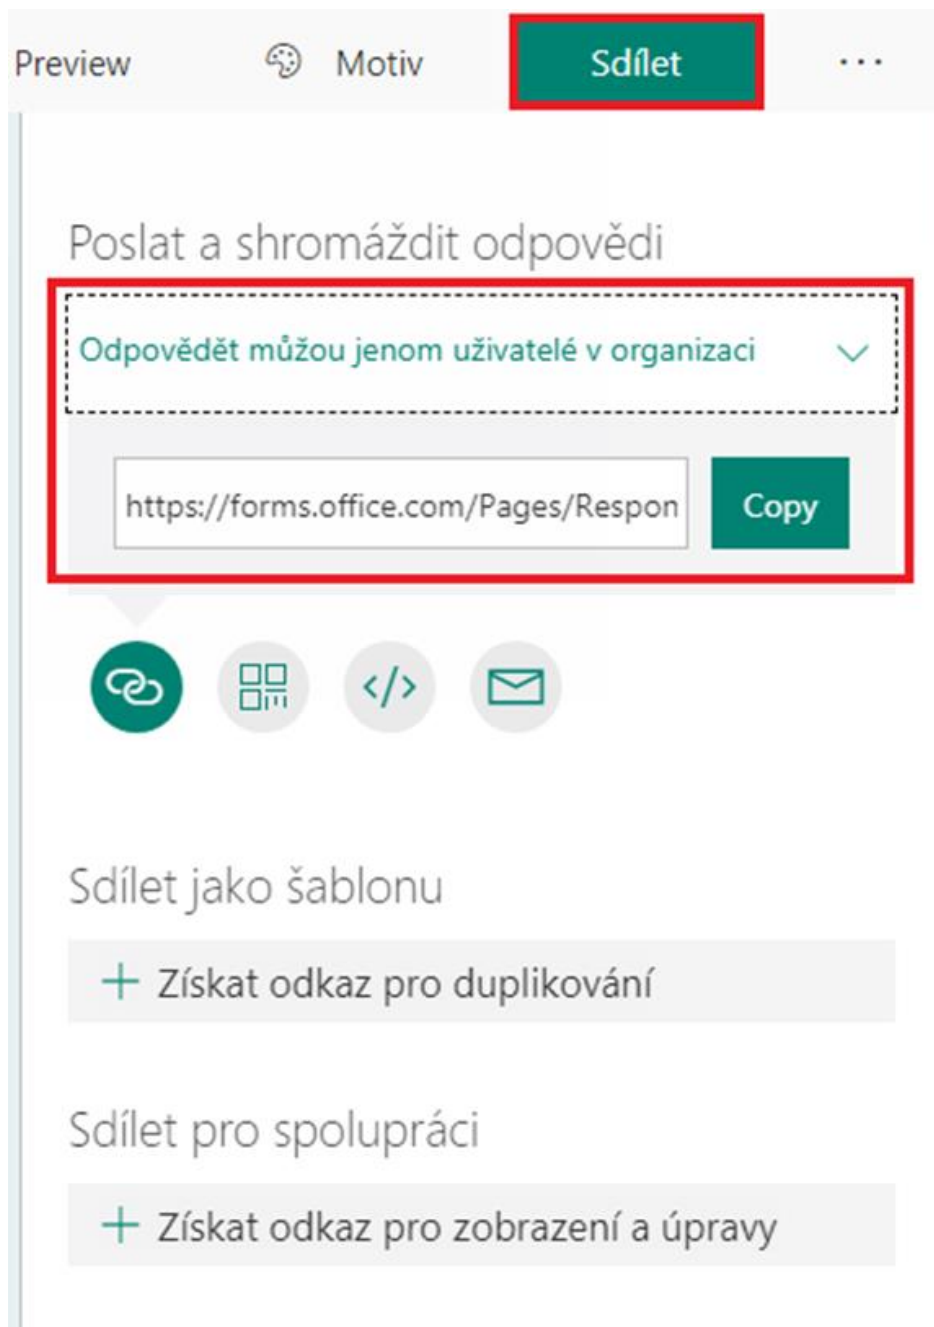 Preview Motiv Sdílet ...
Poslat a shromáždit odpovědi
Odpovědět můžou jenom uživatelé v organizaci
https://forms.office.com/Pages/Respon Copy
</>
Sdílet jako šablonu
+ Získat odkaz pro duplikování
Sdílet pro spolupráci
+ Získat odkaz pro zobrazení a úpravy